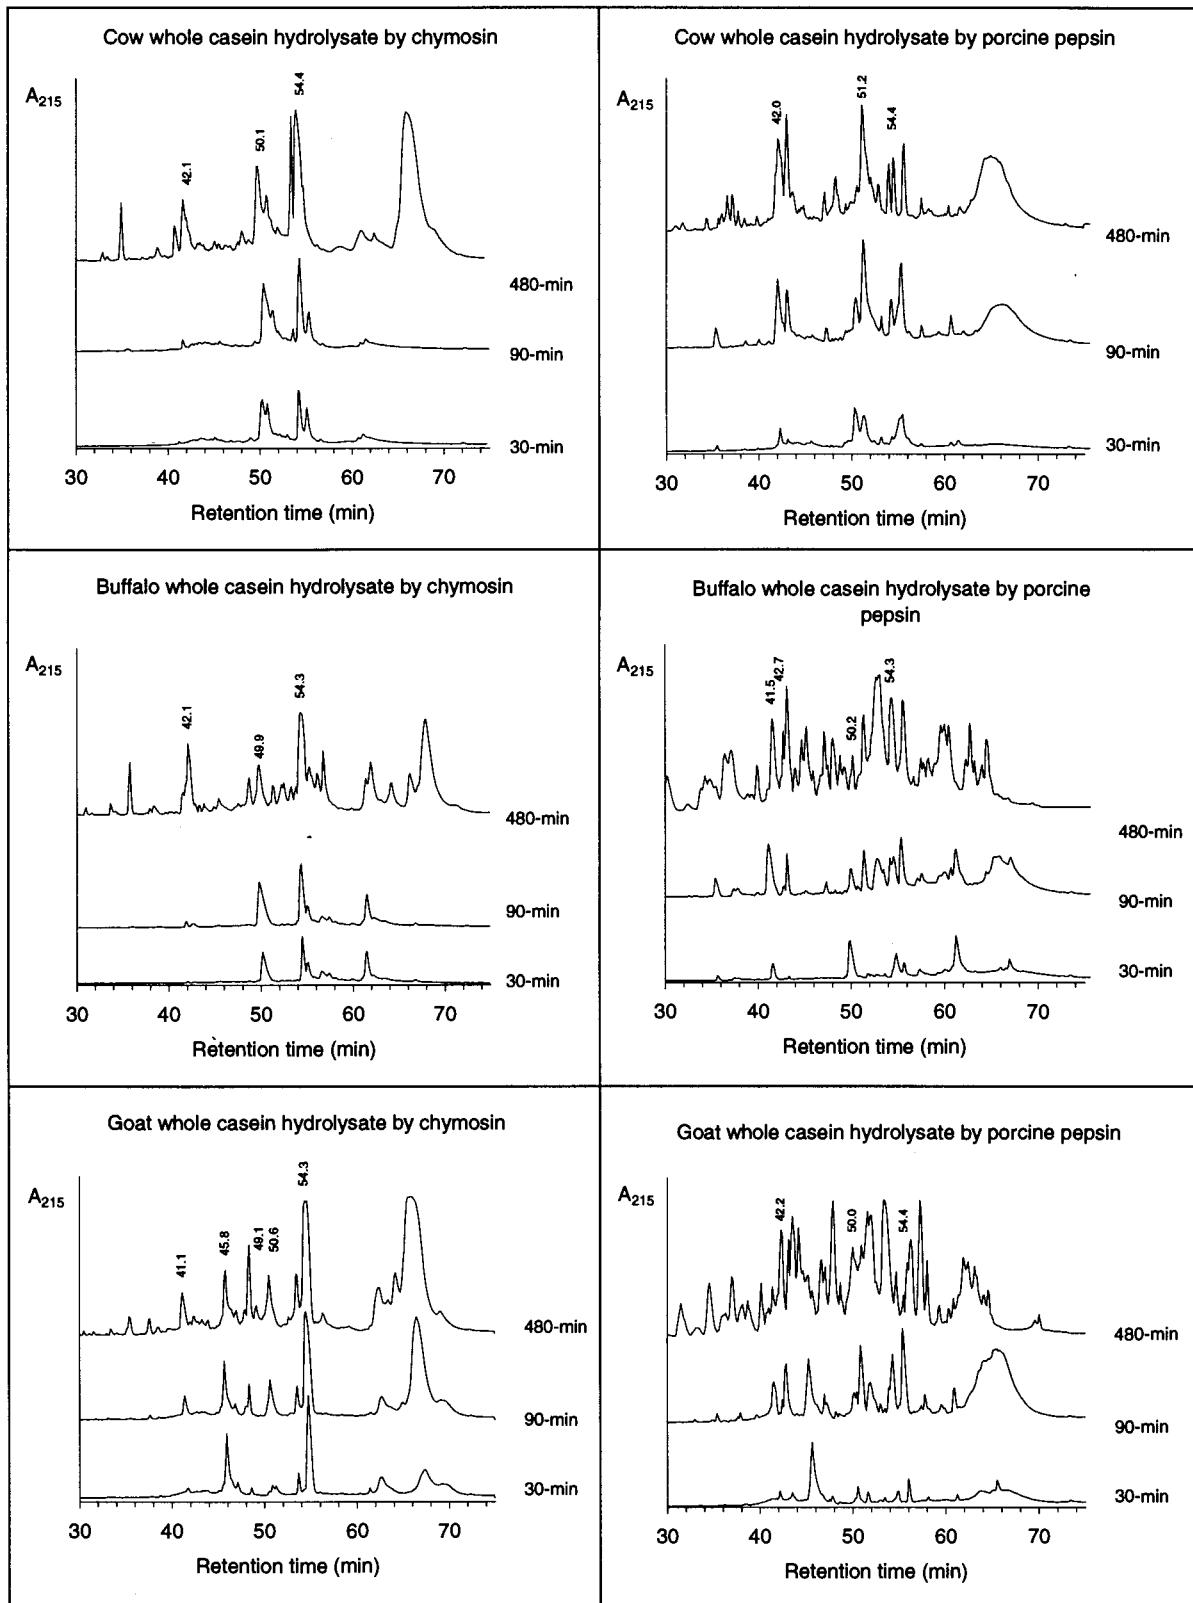 Cow whole casein hydrolysate by chymosin
A215
42.1
50.1
54.4
480-min
90-min
30-min
30 40 50 60 70
Retention time (min)
Cow whole casein hydrolysate by porcine pepsin
A215
42.0
51.2
54.4
480-min
90-min
30-min
30 40 50 60 70
Retention time (min)
Buffalo whole casein hydrolysate by chymosin
A215
42.1
49.9
54.3
480-min
90-min
30-min
30 40 50 60 70
Retention time (min)
Buffalo whole casein hydrolysate by porcine
pepsin
A215
41.5
42.7
50.2
54.3
480-min
90-min
30-min
30 40 50 60 70
Retention time (min)
Goat whole casein hydrolysate by chymosin
A215
41.1
45.8
49.1
50.6
54.3
480-min
90-min
30-min
30 40 50 60 70
Retention time (min)
Goat whole casein hydrolysate by porcine pepsin
A215
42.2
50.0
54.4
480-min
90-min
30-min
30 40 50 60 70
Retention time (min)